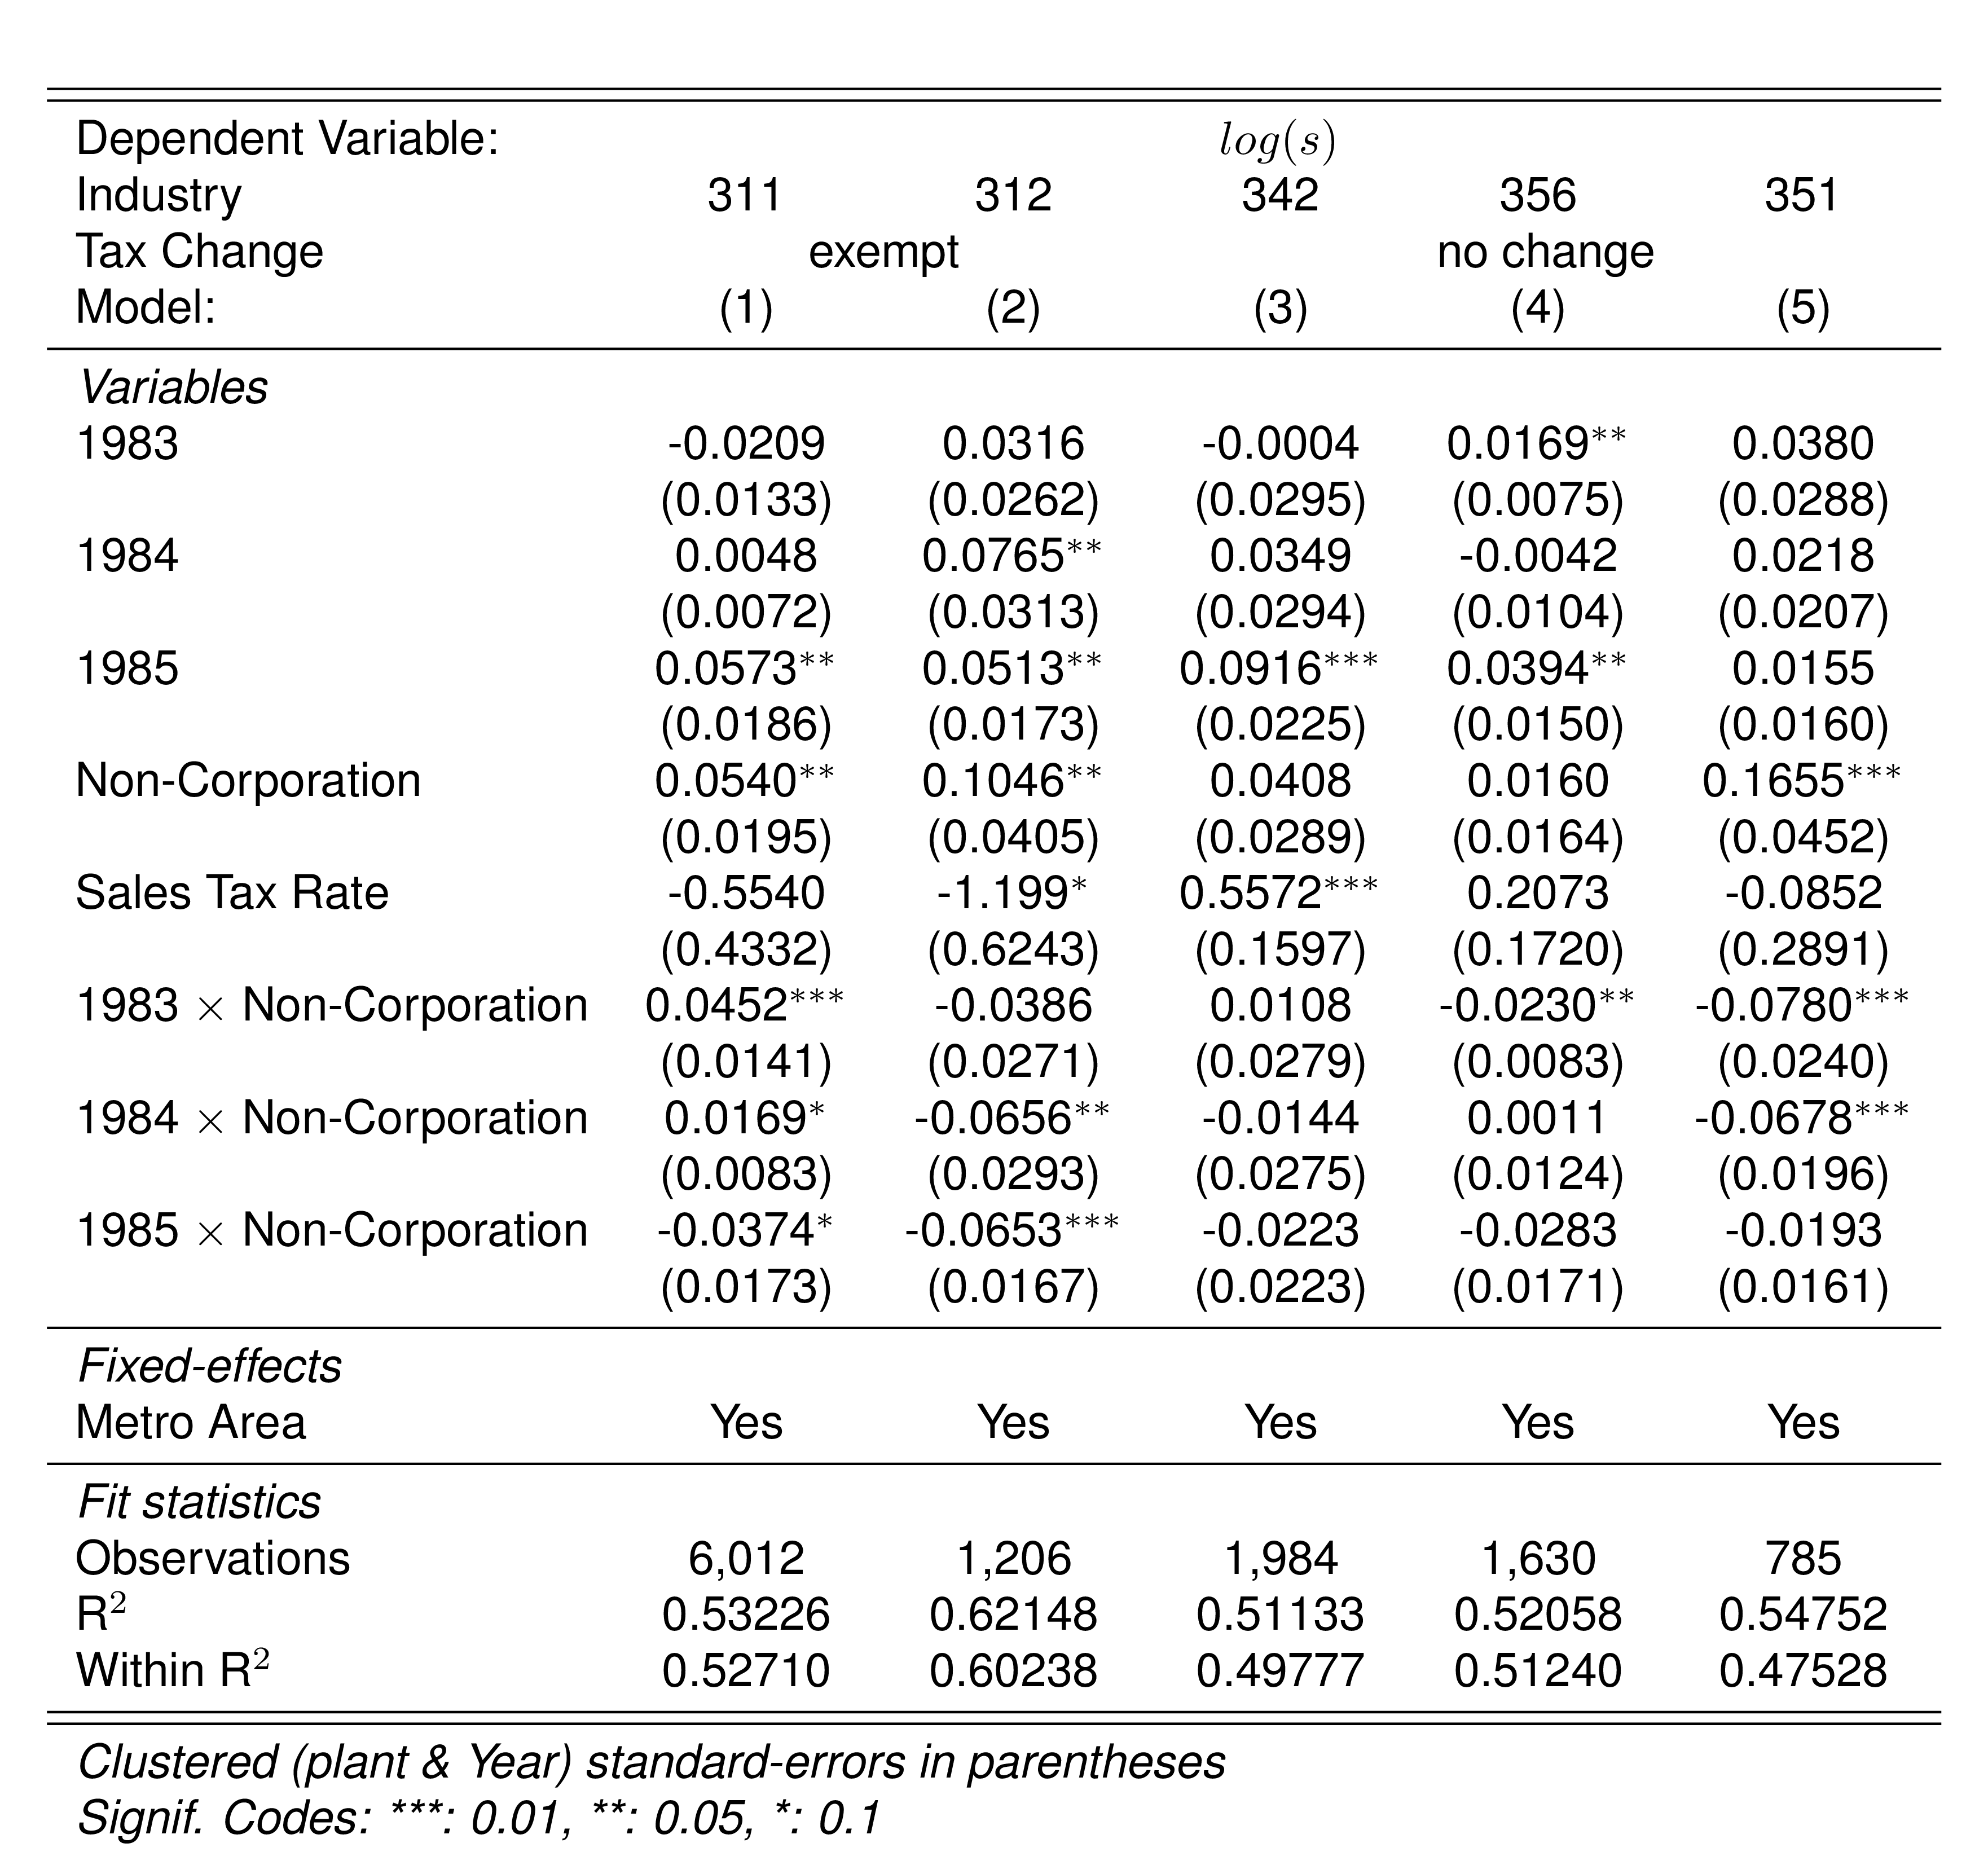 Dependent Variable: log(s)
Industry 311 312 342 356 351
Tax Change exempt no change
Model: (1) (2) (3) (4) (5)
Variables
1983 -0.0209 0.0316 -0.0004 0.0169** 0.0380
(0.0133) (0.0262) (0.0295) (0.0075) (0.0288)
1984 0.0048 0.0765** 0.0349 -0.0042 0.0218
(0.0072) (0.0313) (0.0294) (0.0104) (0.0207)
1985 0.0573** 0.0513** 0.0916*** 0.0394** 0.0155
(0.0186) (0.0173) (0.0225) (0.0150) (0.0160)
Non-Corporation 0.0540** 0.1046** 0.0408 0.0160 0.1655***
(0.0195) (0.0405) (0.0289) (0.0164) (0.0452)
Sales Tax Rate -0.5540 -1.199* 0.5572*** 0.2073 -0.0852
(0.4332) (0.6243) (0.1597) (0.1720) (0.2891)
1983 × Non-Corporation 0.0452*** -0.0386 0.0108 -0.0230** -0.0780***
(0.0141) (0.0271) (0.0279) (0.0083) (0.0240)
1984 × Non-Corporation 0.0169* -0.0656** -0.0144 0.0011 -0.0678***
(0.0083) (0.0293) (0.0275) (0.0124) (0.0196)
1985 × Non-Corporation -0.0374* -0.0653*** -0.0223 -0.0283 -0.0193
(0.0173) (0.0167) (0.0223) (0.0171) (0.0161)
Fixed-effects
Metro Area Yes Yes Yes Yes Yes
Fit statistics
Observations 6,012 1,206 1,984 1,630 785
R² 0.53226 0.62148 0.51133 0.52058 0.54752
Within R² 0.52710 0.60238 0.49777 0.51240 0.47528
Clustered (plant & Year) standard-errors in parentheses
Signif. Codes: ***: 0.01, **: 0.05, *: 0.1